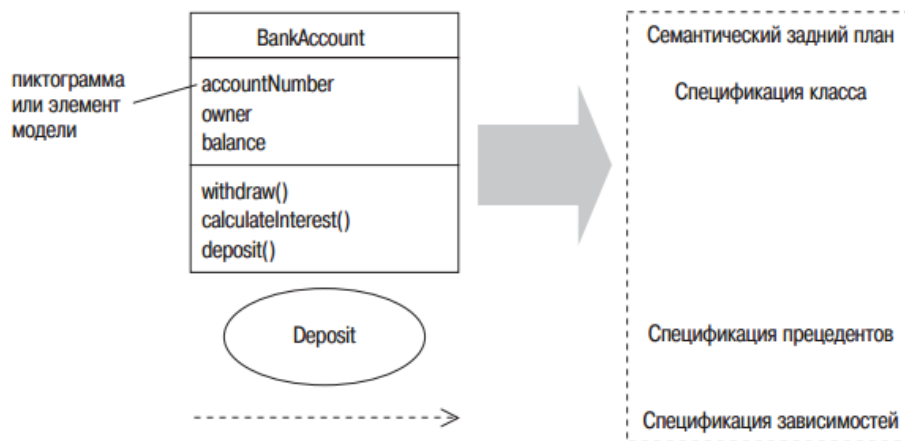 BankAccount
пиктограмма
или элемент
модели
accountNumber
owner
balance
withdraw()
calculateInterest()
deposit()
Deposit
Семантический задний план
Спецификация класса
Спецификация прецедентов
Спецификация зависимостей